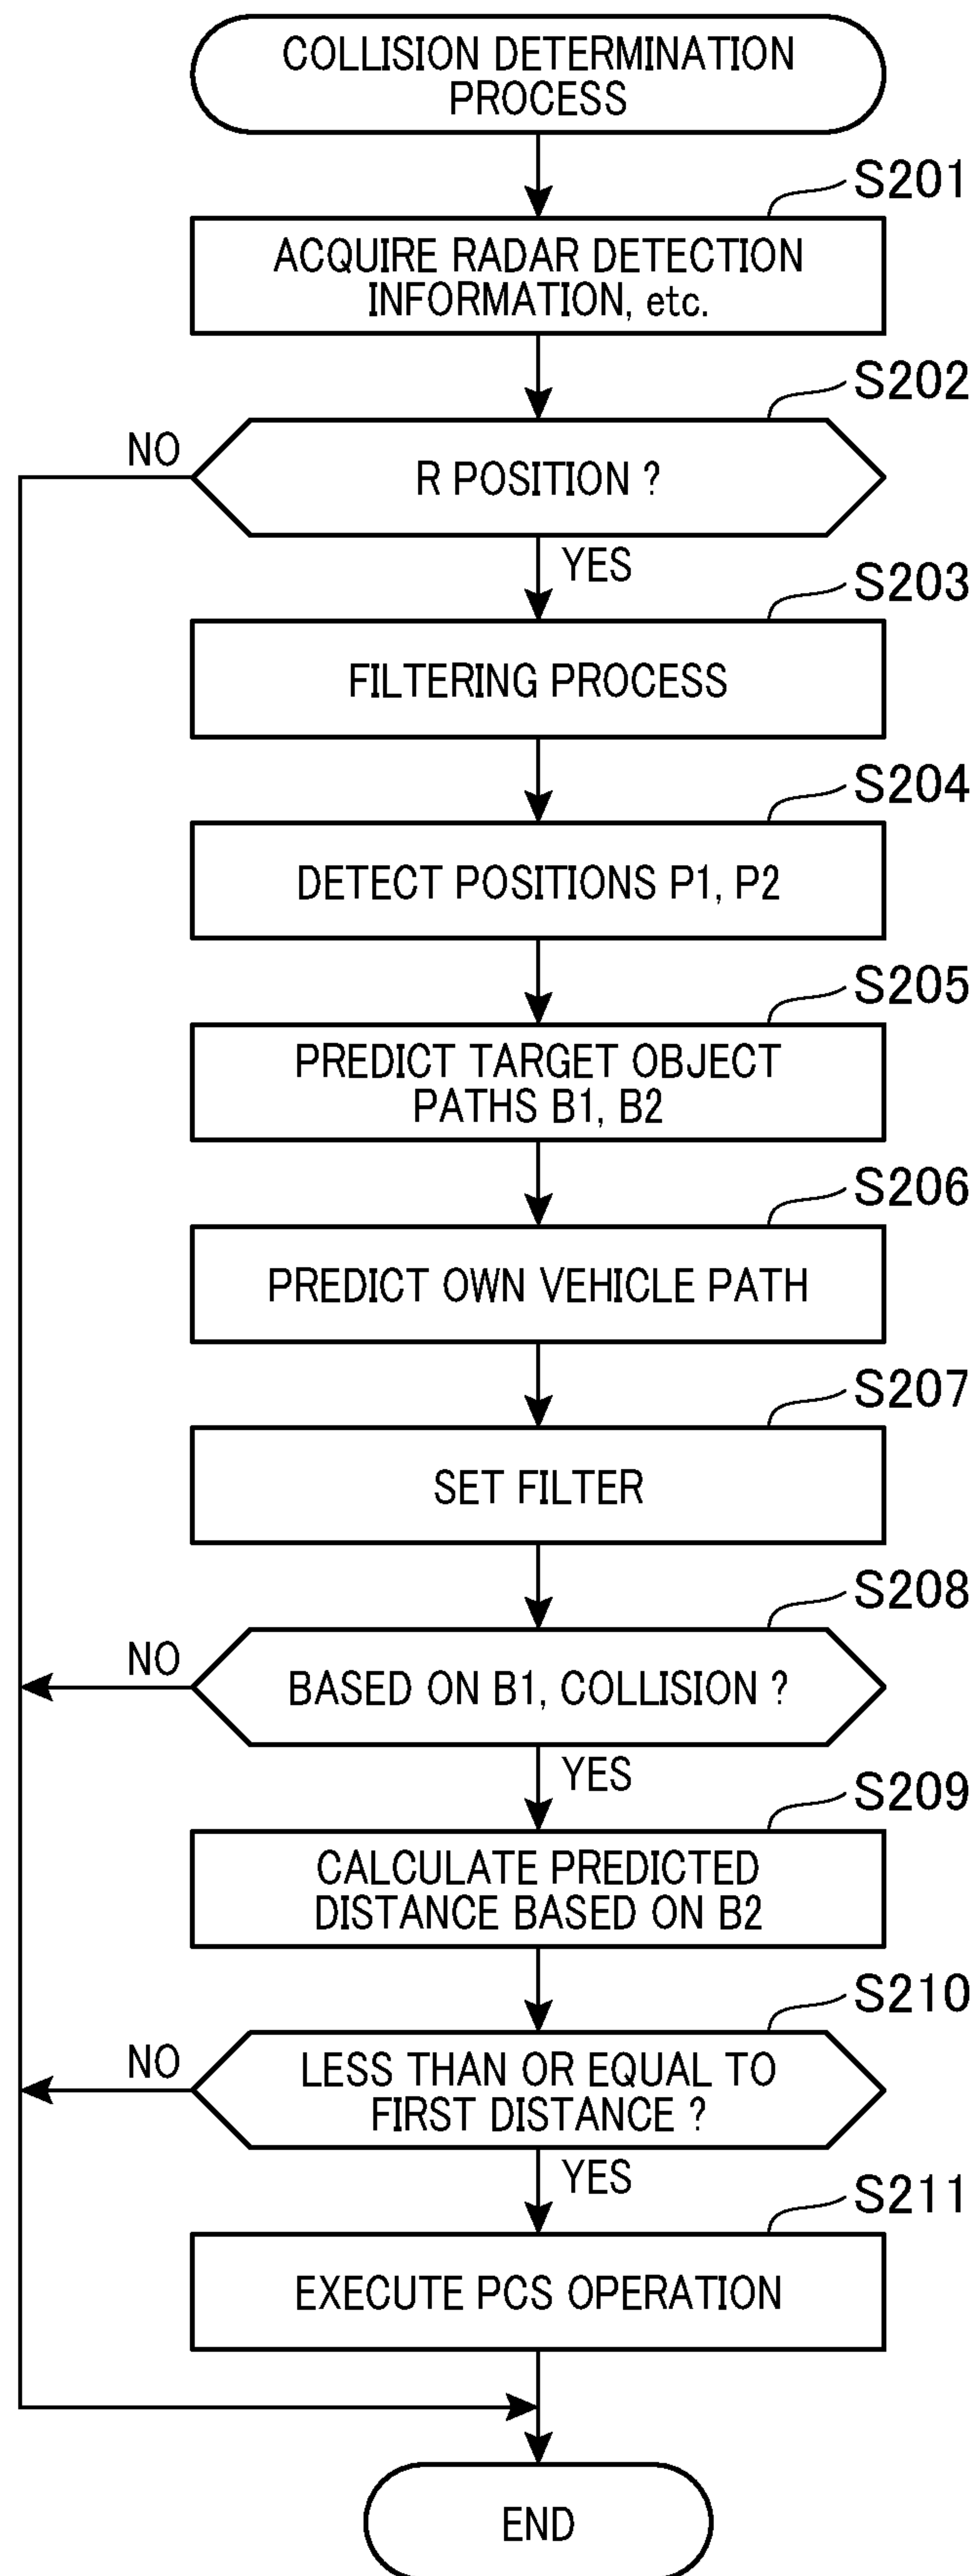 COLLISION DETERMINATION
PROCESS
S201
ACQUIRE RADAR DETECTION
INFORMATION, etc.
S202
NO
R POSITION ?
YES
S203
FILTERING PROCESS
S204
DETECT POSITIONS P1, P2
S205
PREDICT TARGET OBJECT
PATHS B1, B2
S206
PREDICT OWN VEHICLE PATH
S207
SET FILTER
S208
NO
BASED ON B1, COLLISION ?
YES
S209
CALCULATE PREDICTED
DISTANCE BASED ON B2
S210
NO
LESS THAN OR EQUAL TO
FIRST DISTANCE ?
YES
S211
EXECUTE PCS OPERATION
END